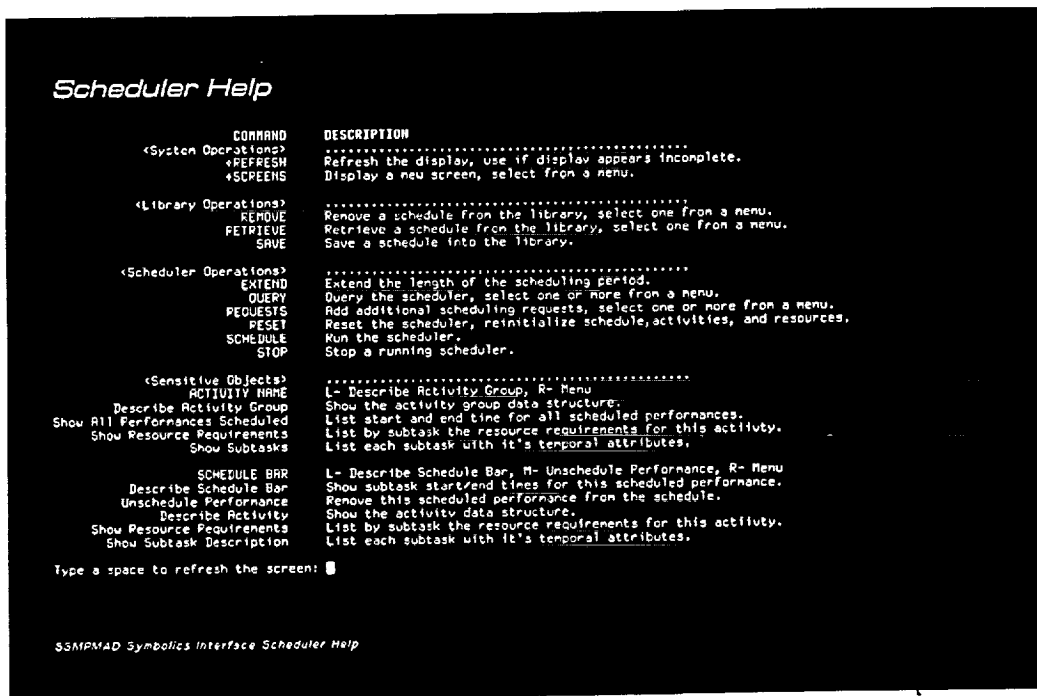 Scheduler Help
COMMAND DESCRIPTION
<System Operations> ................................................
+REFRESH Refresh the display, use if display appears incomplete.
+SCREENS Display a new screen, select from a menu.
<Library Operations> ................................................
REMOVE Remove a schedule from the library, select one from a menu.
RETRIEVE Retrieve a schedule from the library, select one from a menu.
SAVE Save a schedule into the library.
<Scheduler Operations> ................................................
EXTEND Extend the length of the scheduling period.
QUERY Query the scheduler, select one or more from a menu.
REQUESTS Add additional scheduling requests, select one or more from a menu.
RESET Reset the scheduler, reinitialize schedule,activities, and resources.
SCHEDULE Run the scheduler.
STOP Stop a running scheduler.
<Sensitive Objects> ................................................
ACTIVITY NAME L- Describe Activity Group, R- Menu
Describe Activity Group Show the activity group data structure.
Show All Performances Scheduled List start and end time for all scheduled performances.
Show Resource Requirements List by subtask the resource requirements for this actiivty.
Show Subtasks List each subtask with it's temporal attributes.
SCHEDULE BAR L- Describe Schedule Bar, M- Unschedule Performance, R- Menu
Describe Schedule Bar Show subtask start/end times for this scheduled performance.
Unschedule Performance Remove this scheduled performance from the schedule.
Describe Activity Show the activity data structure.
Show Resource Requirements List by subtask the resource requirements for this actiivty.
Show Subtask Description List each subtask with it's temporal attributes.
Type a space to refresh the screen:
SSMPMAD Symbolics Interface Scheduler Help